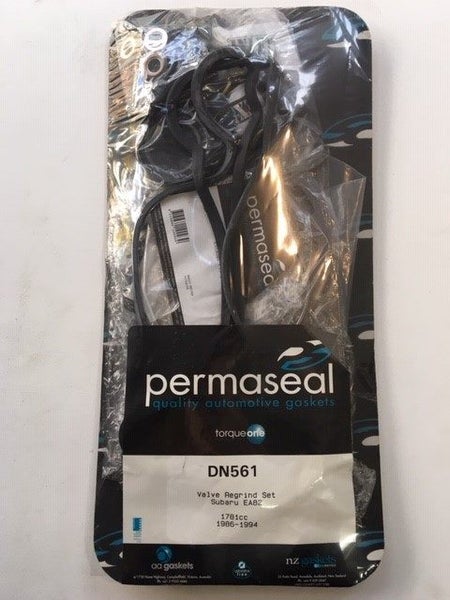 permaseal
permaseal
quality automotive gaskets
torqueone
DN561
Valve Regrind Set
Subaru EA82
1781cc
1986-1994
aa gaskets
nz gaskets